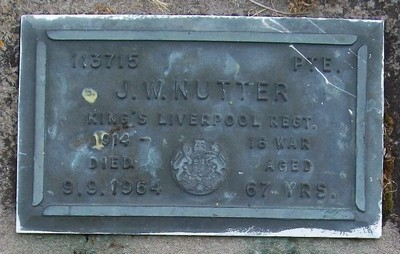 113715 PTE.
J.W. NUTTER
KING'S LIVERPOOL REGT.
1914 - 18 WAR
DIED AGED
9.9.1964 67 YRS.